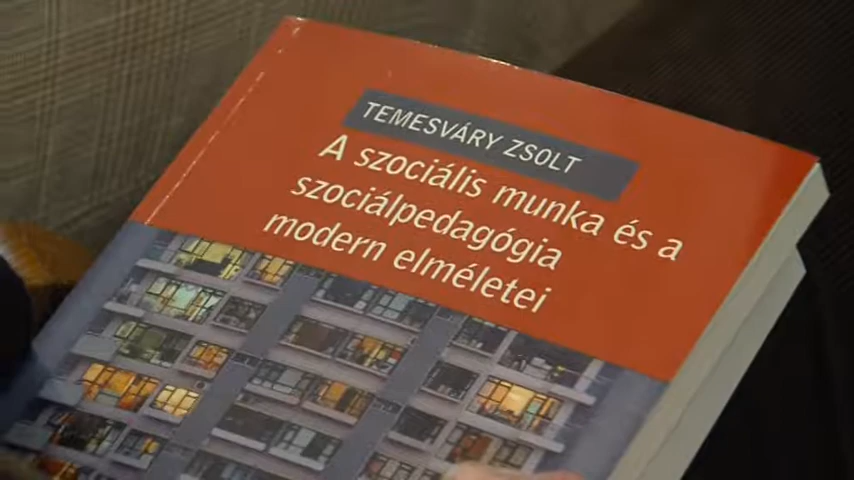 TEMESVÁRY ZSOLT
A szociális munka és a
szociálpedagógia
modern elméletei